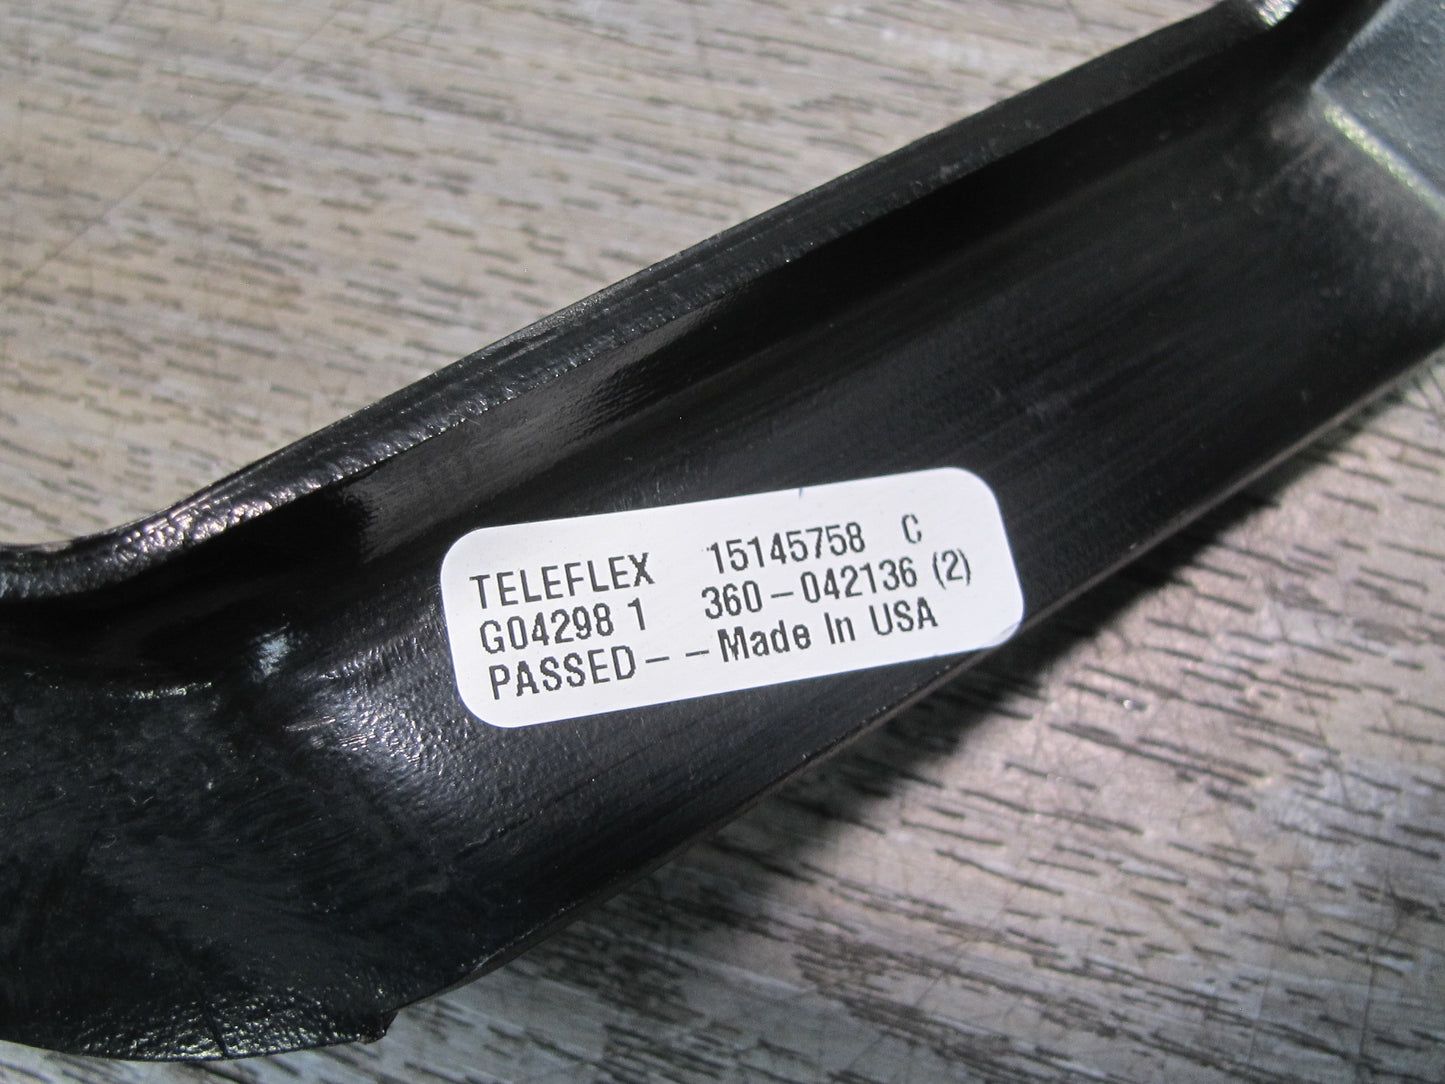 TELEFLEX 15145758 C
G04298 1 360-042136 (2)
PASSED--Made In USA